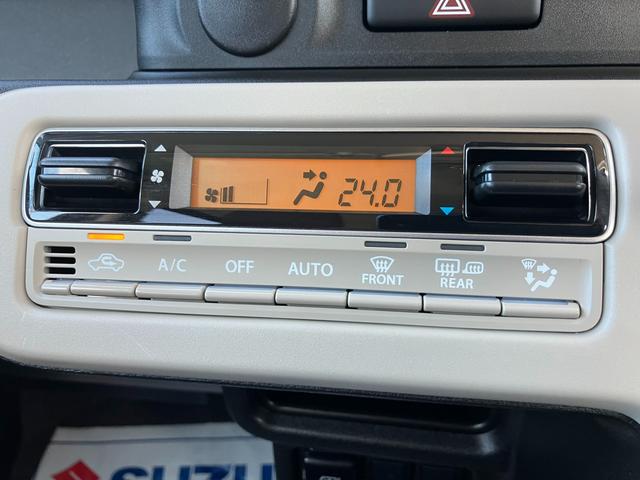 24.0
A/C OFF AUTO FRONT REAR
SUZU